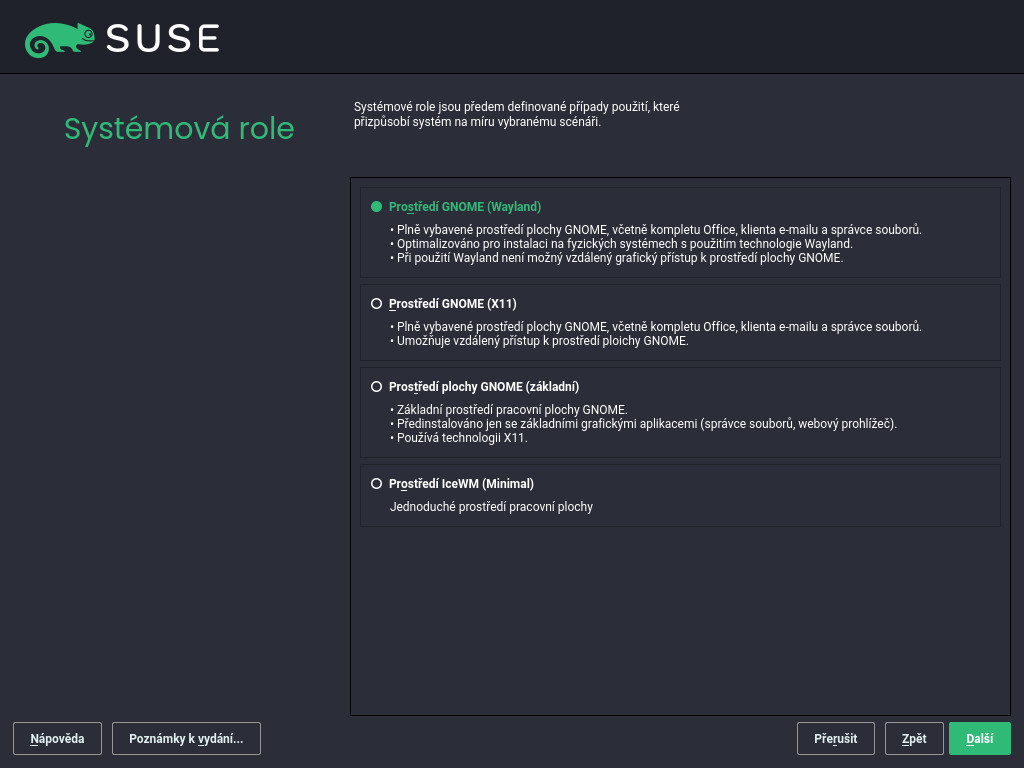 SUSE
Systémová role
Systémové role jsou předem definované případy použití, které
přizpůsobí systém na míru vybranému scénáři.
Prostředí GNOME (Wayland)
• Plně vybavené prostředí plochy GNOME, včetně kompletu Office, klienta e-mailu a správce souborů.
• Optimalizováno pro instalaci na fyzických systémech s použitím technologie Wayland.
• Při použití Wayland není možný vzdálený grafický přístup k prostředí plochy GNOME.
Prostředí GNOME (X11)
• Plně vybavené prostředí plochy GNOME, včetně kompletu Office, klienta e-mailu a správce souborů.
• Umožňuje vzdálený přístup k prostředí ploichy GNOME.
Prostředí plochy GNOME (základní)
• Základní prostředí pracovní plochy GNOME.
• Předinstalováno jen se základními grafickými aplikacemi (správce souborů, webový prohlížeč).
• Používá technologii X11.
Prostředí IceWM (Minimal)
Jednoduché prostředí pracovní plochy
Nápověda
Poznámky k vydání...
Přerušit
Zpět
Další